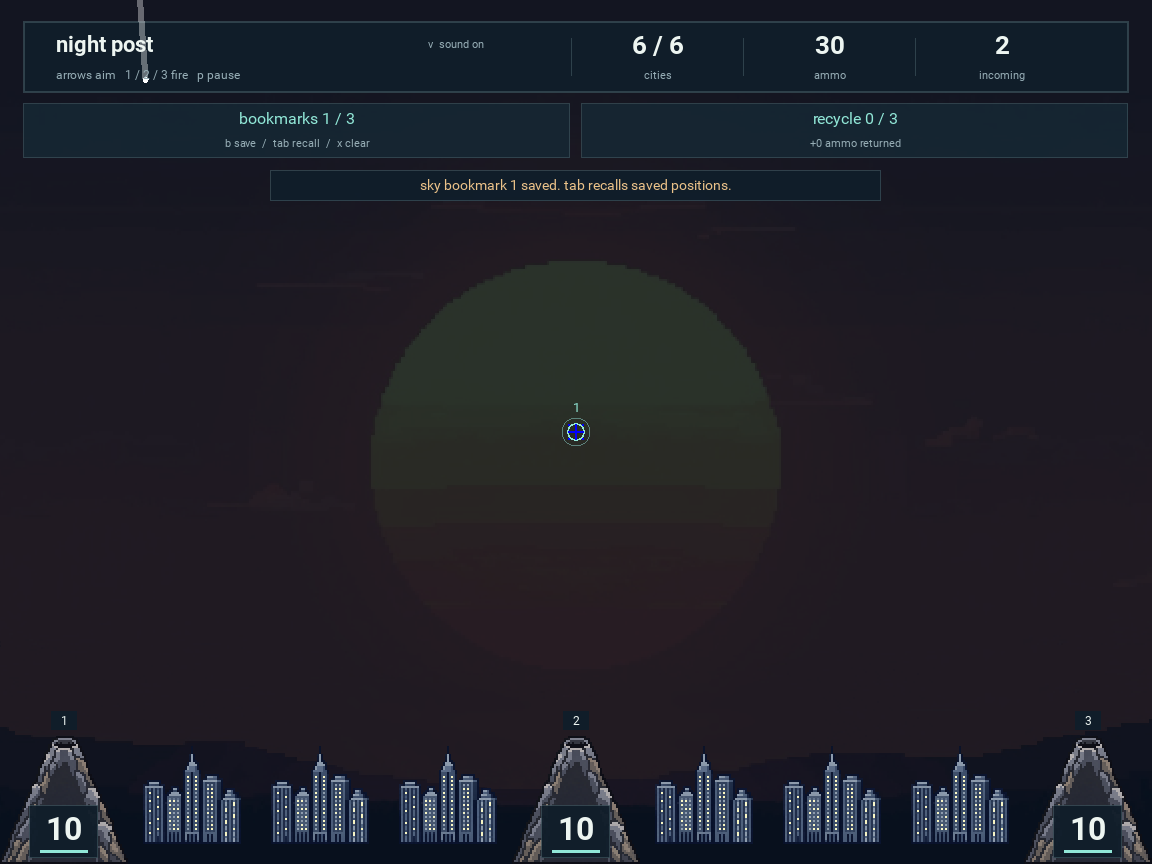 night post
v sound on
6 / 6
30
2
arrows aim 1 / 2 / 3 fire p pause
cities
ammo
incoming
bookmarks 1 / 3
recycle 0 / 3
b save / tab recall / x clear
+0 ammo returned
sky bookmark 1 saved. tab recalls saved positions.
1
1
2
3
10
10
10